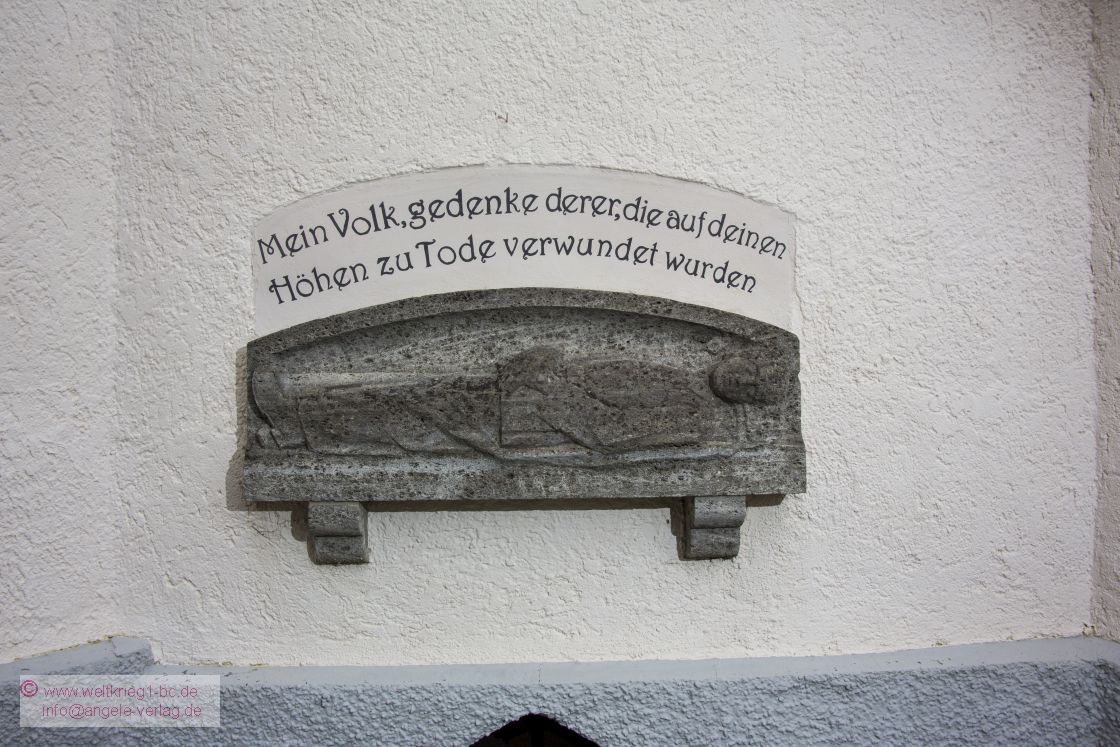 Mein Volk, gedenke derer, die auf deinen
Höhen zu Tode verwundet wurden
© www.weltkrieg1-bc.de
info@angele-verlag.de